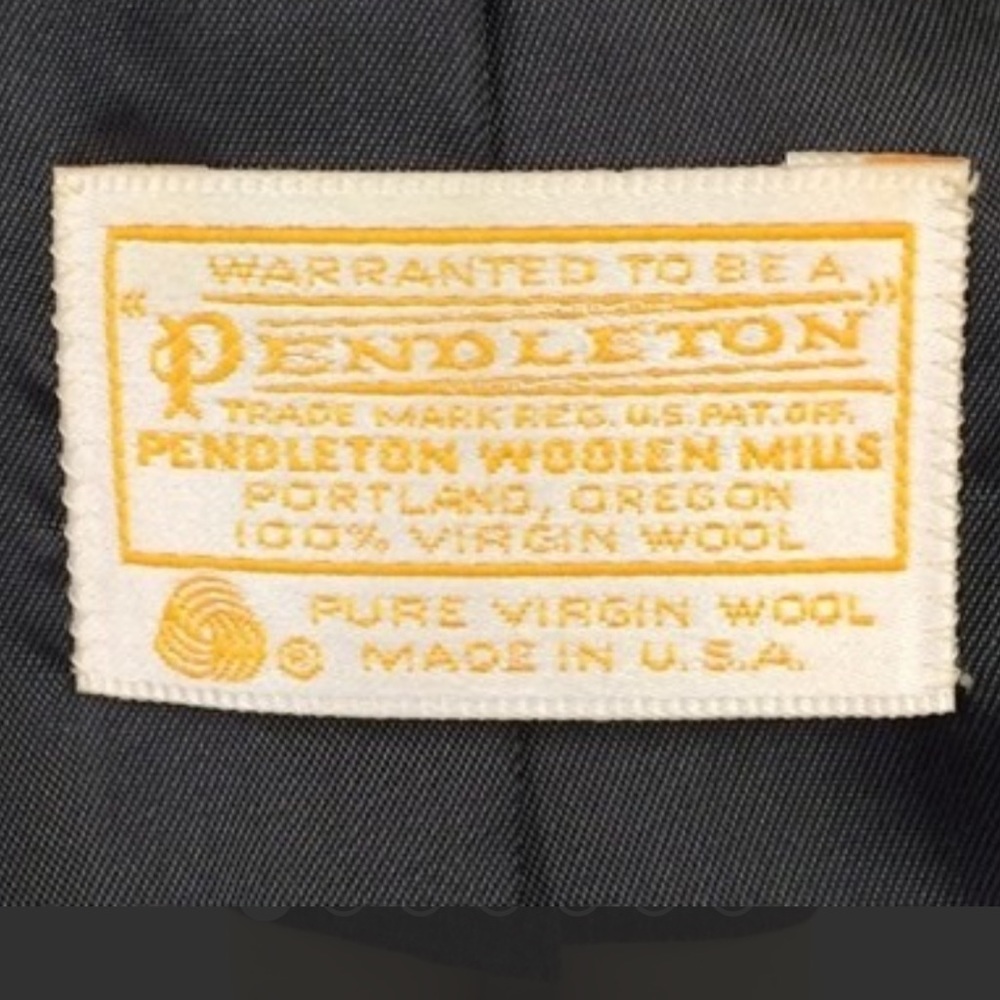 WARRANTED TO BE A
"PENDLETON"
TRADE MARK REG. U.S. PAT. OFF.
PENDLETON WOOLEN MILLS
PORTLAND, OREGON
100% VIRGIN WOOL
PURE VIRGIN WOOL
® MADE IN U.S.A.